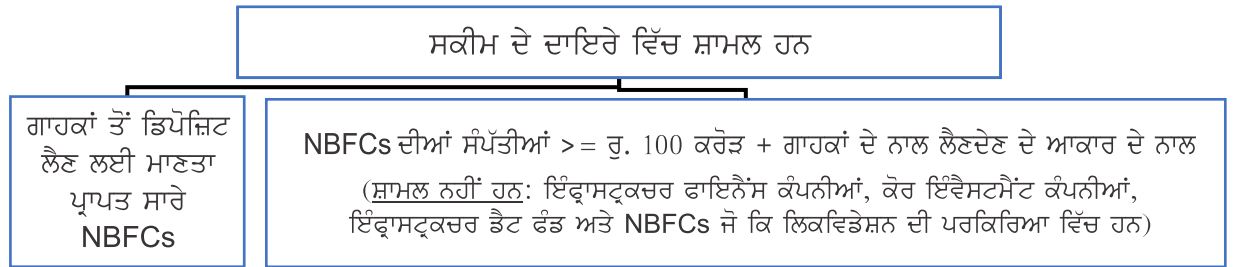 ਸਕੀਮ ਦੇ ਦਾਇਰੇ ਵਿੱਚ ਸ਼ਾਮਲ ਹਨ
ਗਾਹਕਾਂ ਤੋਂ ਡਿਪੋਜ਼ਿਟ
ਲੈਣ ਲਈ ਮਾਣਤਾ
ਪ੍ਰਾਪਤ ਸਾਰੇ
NBFCs
NBFCs ਦੀਆਂ ਸੰਪੱਤੀਆਂ >= ਰੁ. 100 ਕਰੋੜ + ਗਾਹਕਾਂ ਦੇ ਨਾਲ ਲੈਣਦੇਣ ਦੇ ਆਕਾਰ ਦੇ ਨਾਲ
(ਸ਼ਾਮਲ ਨਹੀਂ ਹਨ: ਇੰਫ੍ਰਾਸਟ੍ਰਕਚਰ ਫਾਇਨੈਂਸ ਕੰਪਨੀਆਂ, ਕੋਰ ਇੰਵੈਸਟਮੈਂਟ ਕੰਪਨੀਆਂ,
ਇੰਫ੍ਰਾਸਟ੍ਰਕਚਰ ਡੈਟ ਫੰਡ ਅਤੇ NBFCs ਜੋ ਕਿ ਲਿਕਵਿਡੇਸ਼ਨ ਦੀ ਪਰਕਿਰਿਆ ਵਿੱਚ ਹਨ)